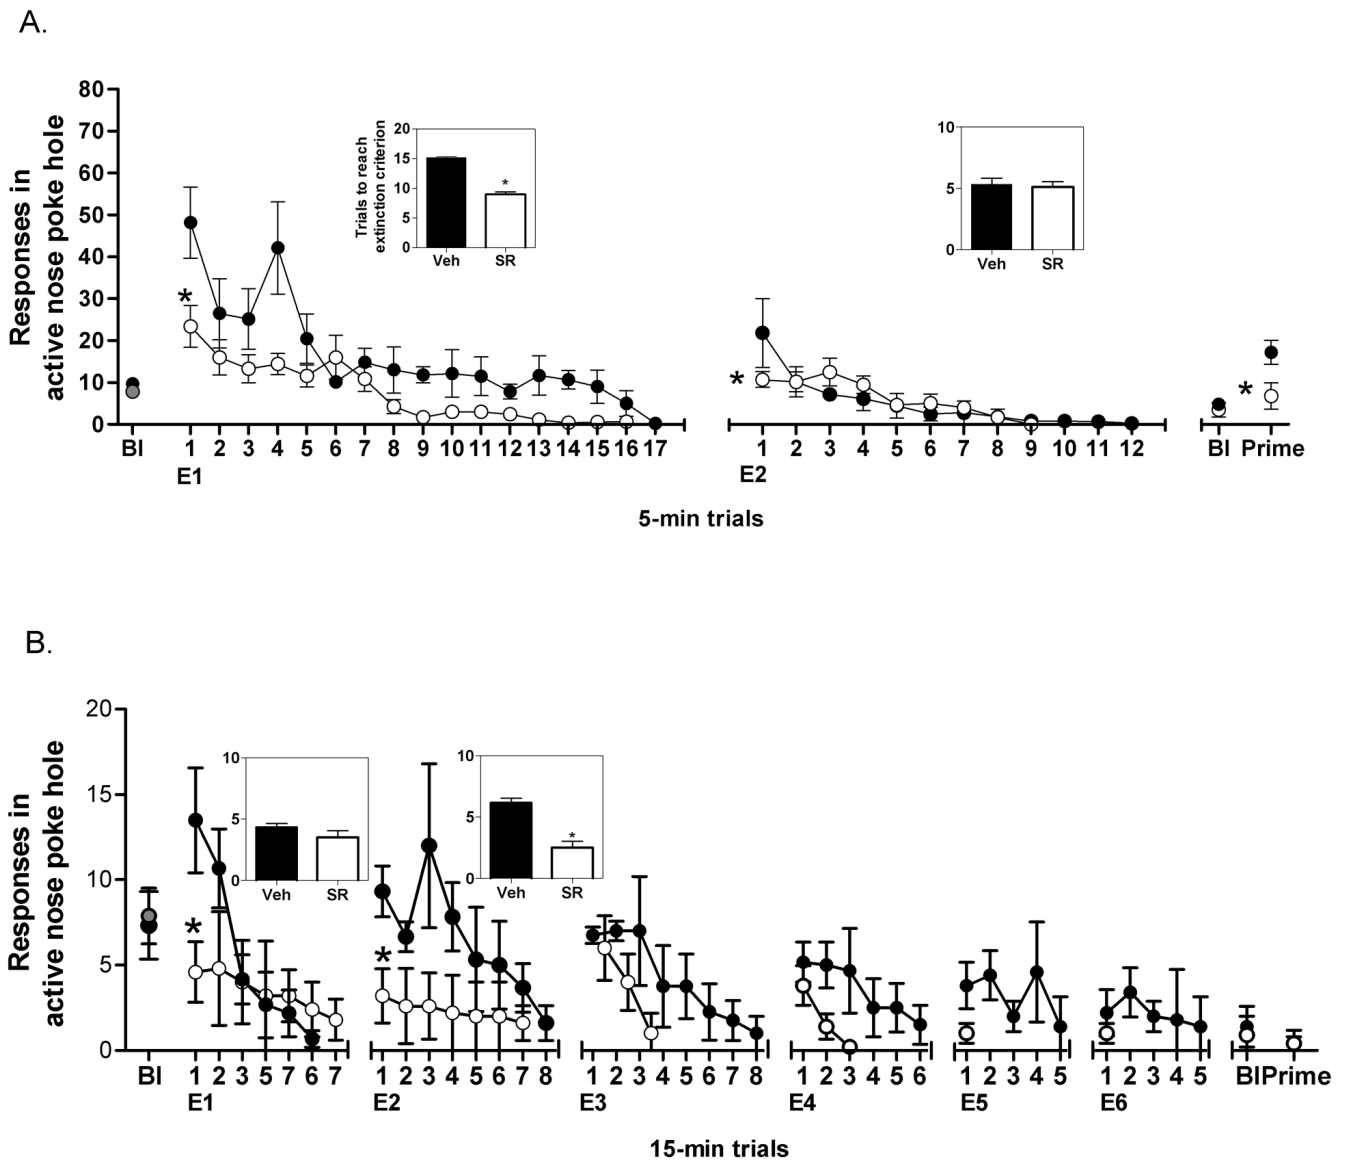 A.
Responses in
active nose poke hole
80
70
60
50
40
30
20
10
0
Trials to reach
extinction criterion
20
15
10
5
0
*
Veh SR
10
5
0
Veh SR
*
*
*
BI 1 2 3 4 5 6 7 8 9 10 11 12 13 14 15 16 17 1 2 3 4 5 6 7 8 9 10 11 12 BI Prime
E1 E2
5-min trials
B.
Responses in
active nose poke hole
20
15
10
5
0
10
5
0
Veh SR
10
5
0
*
Veh SR
*
*
BI 1 2 3 5 7 6 7 1 2 3 4 5 6 7 8 1 2 3 4 5 6 7 8 1 2 3 4 5 6 1 2 3 4 5 1 2 3 4 5 BIPrime
E1 E2 E3 E4 E5 E6
15-min trials